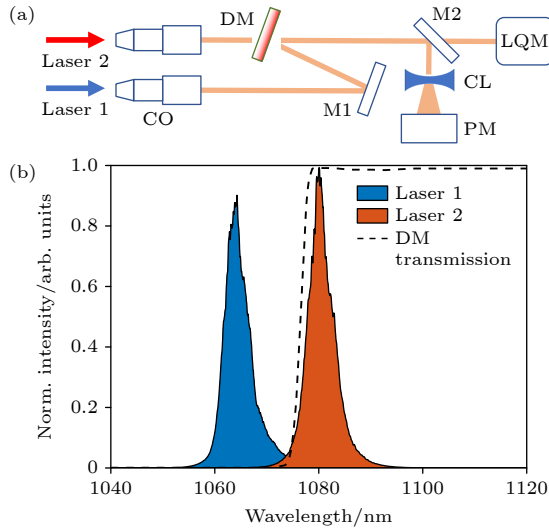 (a)
DM
M2
LQM
Laser 2
CL
Laser 1
M1
CO
PM
(b)
Norm. intensity/arb. units
1.0
0.8
0.6
0.4
0.2
0
Laser 1
Laser 2
DM
transmission
1040
1060
1080
1100
1120
Wavelength/nm